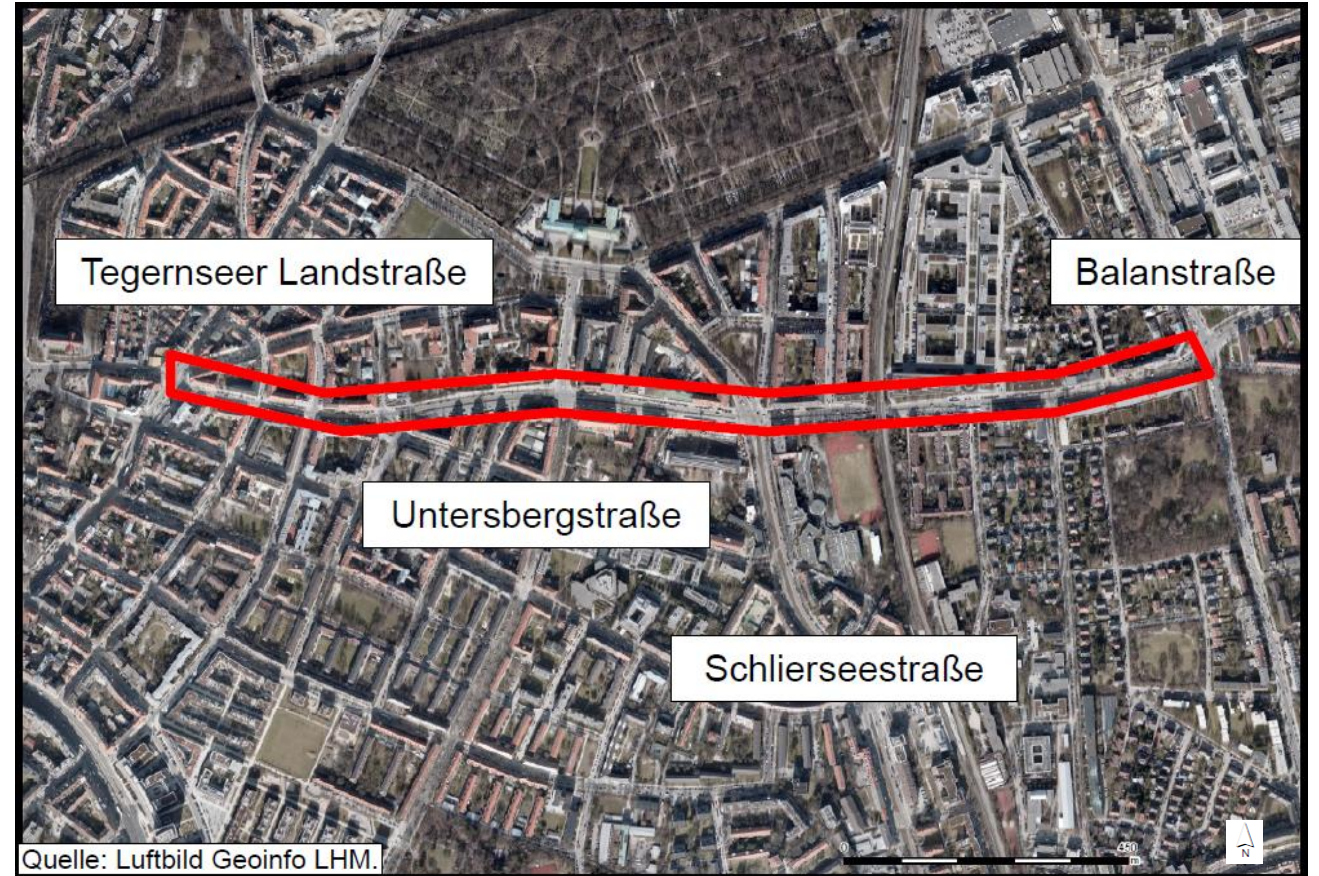 Tegernseer Landstraße
Balanstraße
Untersbergstraße
Schlierseestraße
Quelle: Luftbild Geoinfo LHM.
0
450
m
N